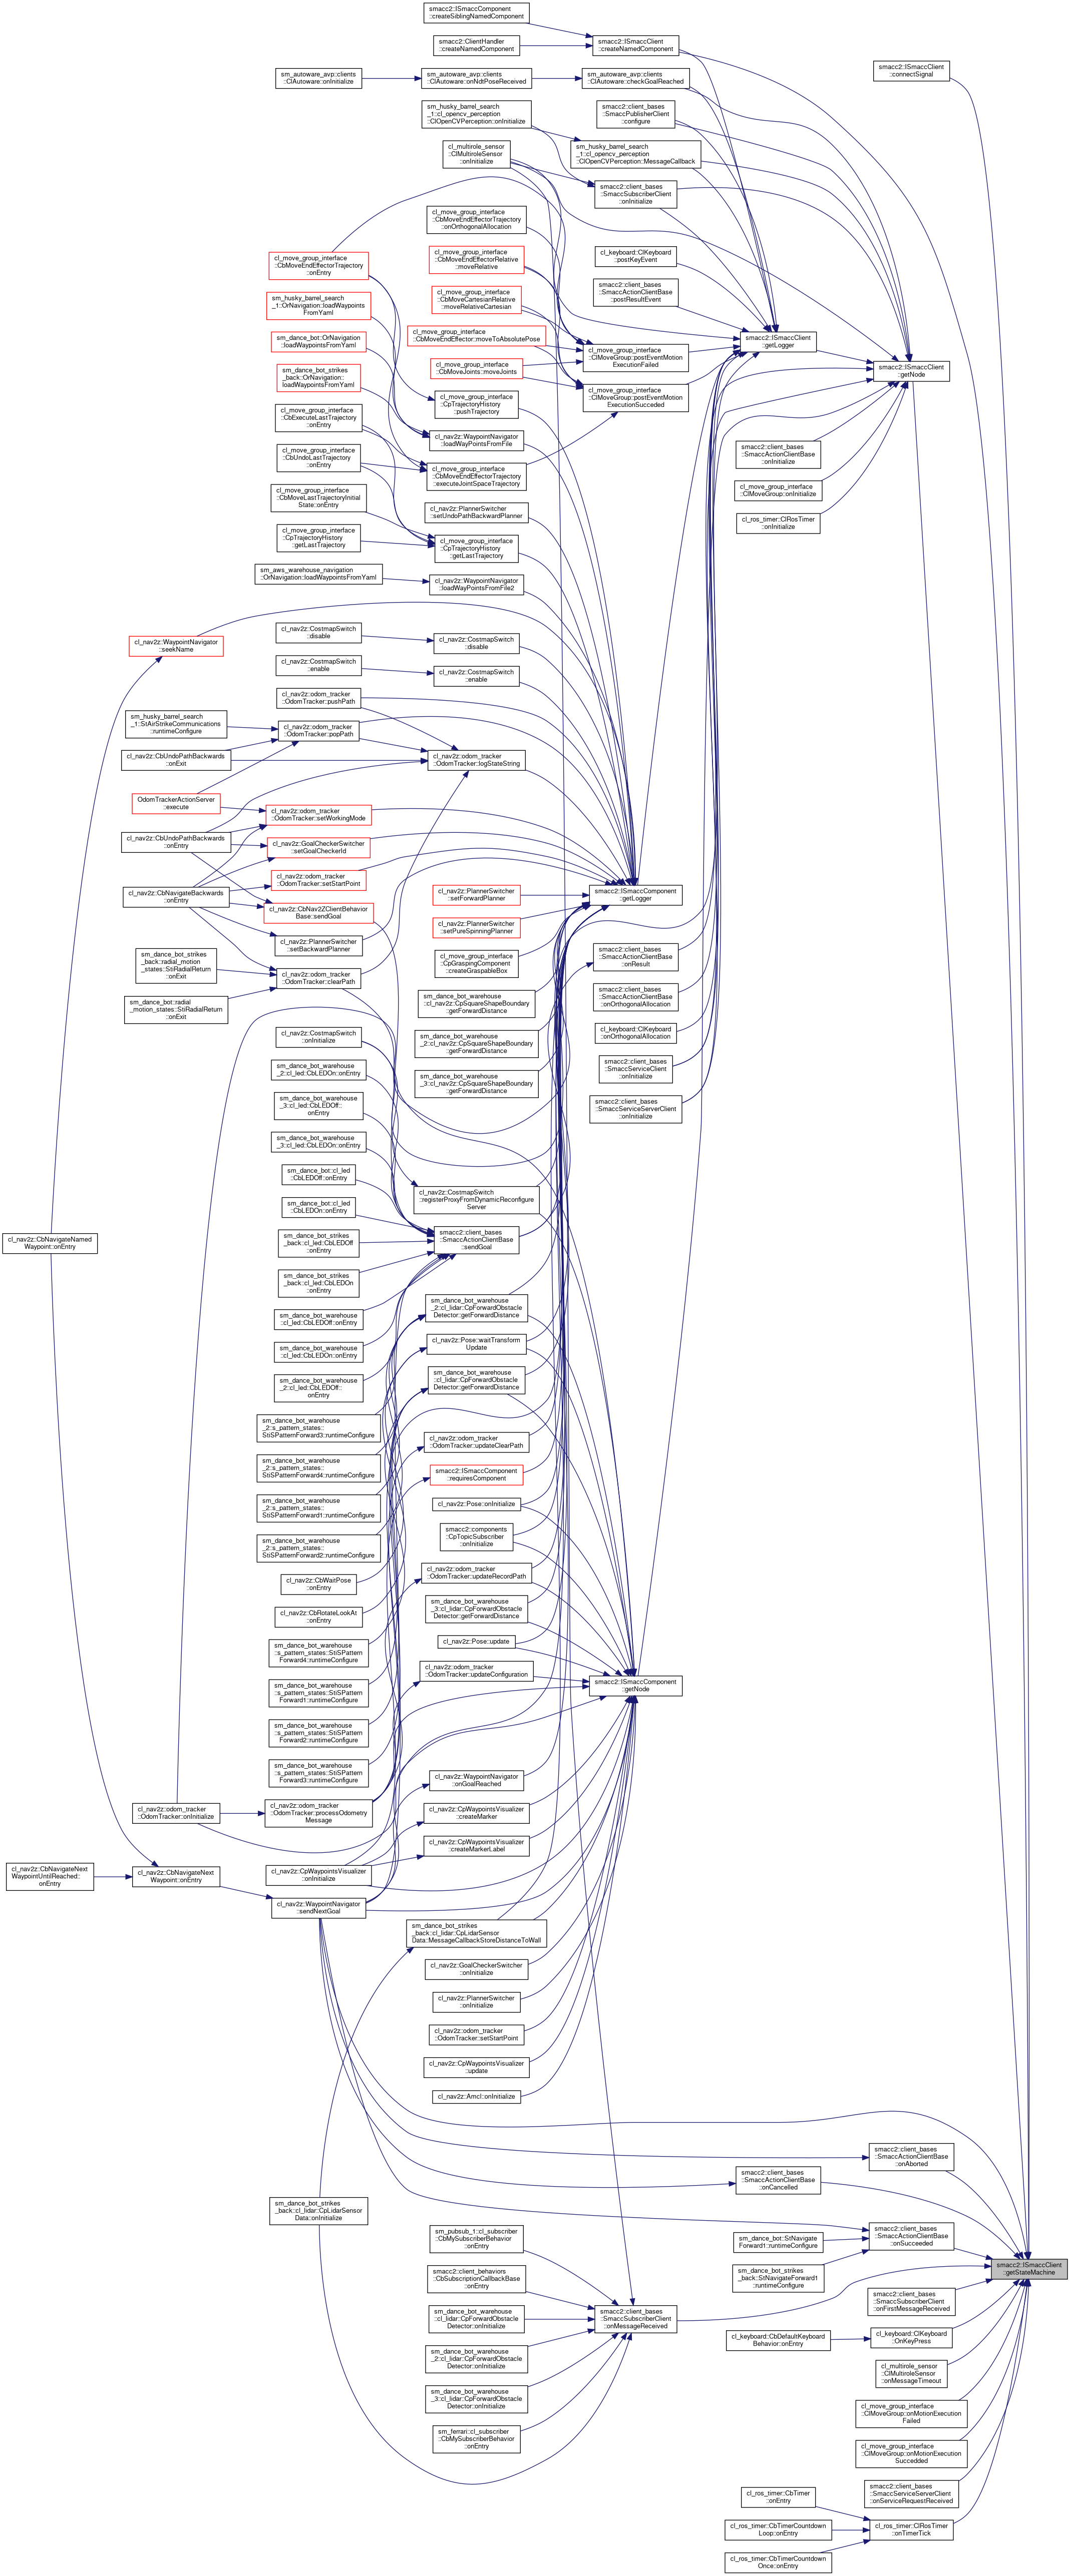 smacc2::ISmaccComponent
::createSiblingNamedComponent
smacc2::ClientHandler
::createNamedComponent
smacc2::ISmaccClient
::createNamedComponent
smacc2::ISmaccClient
::connectSignal
sm_autoware_avp::clients
::ClAutoware::onInitialize
sm_autoware_avp::clients
::ClAutoware::onNdtPoseReceived
sm_autoware_avp::clients
::ClAutoware::checkGoalReached
sm_husky_barrel_search
_1::cl_opencv_perception
::ClOpenCVPerception::onInitialize
smacc2::client_bases
::SmaccPublisherClient
::configure
cl_multirole_sensor
::ClMultiroleSensor
::onInitialize
sm_husky_barrel_search
_1::cl_opencv_perception
::ClOpenCVPerception::MessageCallback
smacc2::client_bases
::SmaccSubscriberClient
::onInitialize
cl_move_group_interface
::CbMoveEndEffectorTrajectory
::onOrthogonalAllocation
cl_move_group_interface
::CbMoveEndEffectorTrajectory
::onEntry
cl_move_group_interface
::CbMoveEndEffectorRelative
::moveRelative
cl_keyboard::ClKeyboard
::postKeyEvent
smacc2::client_bases
::SmaccActionClientBase
::postResultEvent
sm_husky_barrel_search
_1::OrNavigation::loadWaypoints
FromYaml
cl_move_group_interface
::CbMoveCartesianRelative
::moveRelativeCartesian
sm_dance_bot::OrNavigation
::loadWaypointsFromYaml
cl_move_group_interface
::CbMoveEndEffector::moveToAbsolutePose
smacc2::ISmaccClient
::getLogger
cl_move_group_interface
::ClMoveGroup::postEventMotion
ExecutionFailed
sm_dance_bot_strikes
_back::OrNavigation::
loadWaypointsFromYaml
cl_move_group_interface
::CbMoveJoints::moveJoints
smacc2::ISmaccClient
::getNode
cl_move_group_interface
::CpTrajectoryHistory
::pushTrajectory
cl_move_group_interface
::ClMoveGroup::postEventMotion
ExecutionSucceded
cl_move_group_interface
::CbExecuteLastTrajectory
::onEntry
cl_nav2z::WaypointNavigator
::loadWayPointsFromFile
cl_move_group_interface
::CbUndoLastTrajectory
::onEntry
cl_move_group_interface
::CbMoveEndEffectorTrajectory
::executeJointSpaceTrajectory
smacc2::client_bases
::SmaccActionClientBase
::onInitialize
cl_move_group_interface
::CbMoveLastTrajectoryInitial
State::onEntry
cl_nav2z::PlannerSwitcher
::setUndoPathBackwardPlanner
cl_move_group_interface
::ClMoveGroup::onInitialize
cl_move_group_interface
::CpTrajectoryHistory
::getLastTrajectory
cl_move_group_interface
::CpTrajectoryHistory
::getLastTrajectory
cl_ros_timer::ClRosTimer
::onInitialize
sm_aws_warehouse_navigation
::OrNavigation::loadWaypointsFromYaml
cl_nav2z::WaypointNavigator
::loadWayPointsFromFile2
cl_nav2z::WaypointNavigator
::seekName
cl_nav2z::CostmapSwitch
::disable
cl_nav2z::CostmapSwitch
::disable
cl_nav2z::CostmapSwitch
::enable
cl_nav2z::CostmapSwitch
::enable
cl_nav2z::odom_tracker
::OdomTracker::pushPath
sm_husky_barrel_search
_1::StAirStrikeCommunications
::runtimeConfigure
cl_nav2z::odom_tracker
::OdomTracker::popPath
cl_nav2z::CbUndoPathBackwards
::onExit
cl_nav2z::odom_tracker
::OdomTracker::logStateString
OdomTrackerActionServer
::execute
cl_nav2z::odom_tracker
::OdomTracker::setWorkingMode
cl_nav2z::CbUndoPathBackwards
::onEntry
cl_nav2z::GoalCheckerSwitcher
::setGoalCheckerId
cl_nav2z::odom_tracker
::OdomTracker::setStartPoint
cl_nav2z::CbNavigateBackwards
::onEntry
cl_nav2z::PlannerSwitcher
::setForwardPlanner
smacc2::ISmaccComponent
::getLogger
cl_nav2z::CbNav2ZClientBehavior
Base::sendGoal
cl_nav2z::PlannerSwitcher
::setPureSpinningPlanner
cl_nav2z::PlannerSwitcher
::setBackwardPlanner
sm_dance_bot_strikes
_back::radial_motion
_states::StiRadialReturn
::onExit
cl_move_group_interface
::CpGraspingComponent
::createGraspableBox
smacc2::client_bases
::SmaccActionClientBase
::onResult
cl_nav2z::odom_tracker
::OdomTracker::clearPath
sm_dance_bot::radial
_motion_states::StiRadialReturn
::onExit
sm_dance_bot_warehouse
::cl_nav2z::CpSquareShapeBoundary
::getForwardDistance
smacc2::client_bases
::SmaccActionClientBase
::onOrthogonalAllocation
cl_nav2z::CostmapSwitch
::onInitialize
sm_dance_bot_warehouse
_2::cl_nav2z::CpSquareShapeBoundary
::getForwardDistance
cl_keyboard::ClKeyboard
::onOrthogonalAllocation
sm_dance_bot_warehouse
_2::cl_led::CbLEDOn::onEntry
sm_dance_bot_warehouse
_3::cl_nav2z::CpSquareShapeBoundary
::getForwardDistance
smacc2::client_bases
::SmaccServiceClient
::onInitialize
sm_dance_bot_warehouse
_3::cl_led::CbLEDOff::
onEntry
smacc2::client_bases
::SmaccServiceServerClient
::onInitialize
sm_dance_bot_warehouse
_3::cl_led::CbLEDOn::onEntry
sm_dance_bot::cl_led
::CbLEDOff::onEntry
sm_dance_bot::cl_led
::CbLEDOn::onEntry
cl_nav2z::CostmapSwitch
::registerProxyFromDynamicReconfigure
Server
cl_nav2z::CbNavigateNamed
Waypoint::onEntry
sm_dance_bot_strikes
_back::cl_led::CbLEDOff
::onEntry
smacc2::client_bases
::SmaccActionClientBase
::sendGoal
sm_dance_bot_strikes
_back::cl_led::CbLEDOn
::onEntry
sm_dance_bot_warehouse
::cl_led::CbLEDOff::onEntry
sm_dance_bot_warehouse
_2::cl_lidar::CpForwardObstacle
Detector::getForwardDistance
sm_dance_bot_warehouse
::cl_led::CbLEDOn::onEntry
cl_nav2z::Pose::waitTransform
Update
sm_dance_bot_warehouse
_2::cl_led::CbLEDOff::
onEntry
sm_dance_bot_warehouse
::cl_lidar::CpForwardObstacle
Detector::getForwardDistance
sm_dance_bot_warehouse
_2::s_pattern_states::
StiSPatternForward3::runtimeConfigure
cl_nav2z::odom_tracker
::OdomTracker::updateClearPath
sm_dance_bot_warehouse
_2::s_pattern_states::
StiSPatternForward4::runtimeConfigure
smacc2::ISmaccComponent
::requiresComponent
sm_dance_bot_warehouse
_2::s_pattern_states::
StiSPatternForward1::runtimeConfigure
cl_nav2z::Pose::onInitialize
sm_dance_bot_warehouse
_2::s_pattern_states::
StiSPatternForward2::runtimeConfigure
smacc2::components
::CpTopicSubscriber
::onInitialize
cl_nav2z::CbWaitPose
::onEntry
cl_nav2z::odom_tracker
::OdomTracker::updateRecordPath
cl_nav2z::CbRotateLookAt
::onEntry
sm_dance_bot_warehouse
_3::cl_lidar::CpForwardObstacle
Detector::getForwardDistance
sm_dance_bot_warehouse
::s_pattern_states::StiSPattern
Forward4::runtimeConfigure
cl_nav2z::Pose::update
sm_dance_bot_warehouse
::s_pattern_states::StiSPattern
Forward1::runtimeConfigure
cl_nav2z::odom_tracker
::OdomTracker::updateConfiguration
smacc2::ISmaccComponent
::getNode
sm_dance_bot_warehouse
::s_pattern_states::StiSPattern
Forward2::runtimeConfigure
sm_dance_bot_warehouse
::s_pattern_states::StiSPattern
Forward3::runtimeConfigure
cl_nav2z::WaypointNavigator
::onGoalReached
cl_nav2z::odom_tracker
::OdomTracker::onInitialize
cl_nav2z::odom_tracker
::OdomTracker::processOdometry
Message
cl_nav2z::CpWaypointsVisualizer
::createMarker
cl_nav2z::CpWaypointsVisualizer
::createMarkerLabel
cl_nav2z::CbNavigateNext
WaypointUntilReached::
onEntry
cl_nav2z::CbNavigateNext
Waypoint::onEntry
cl_nav2z::CpWaypointsVisualizer
::onInitialize
cl_nav2z::WaypointNavigator
::sendNextGoal
sm_dance_bot_strikes
_back::cl_lidar::CpLidarSensor
Data::MessageCallbackStoreDistanceToWall
cl_nav2z::GoalCheckerSwitcher
::onInitialize
cl_nav2z::PlannerSwitcher
::onInitialize
cl_nav2z::odom_tracker
::OdomTracker::setStartPoint
cl_nav2z::CpWaypointsVisualizer
::update
cl_nav2z::Amcl::onInitialize
smacc2::client_bases
::SmaccActionClientBase
::onAborted
smacc2::client_bases
::SmaccActionClientBase
::onCancelled
sm_dance_bot_strikes
_back::cl_lidar::CpLidarSensor
Data::onInitialize
sm_pubsub_1::cl_subscriber
::CbMySubscriberBehavior
::onEntry
sm_dance_bot::StNavigate
Forward1::runtimeConfigure
smacc2::client_bases
::SmaccActionClientBase
::onSucceeded
smacc2::ISmaccClient
::getStateMachine
smacc2::client_behaviors
::CbSubscriptionCallbackBase
::onEntry
sm_dance_bot_strikes
_back::StNavigateForward1
::runtimeConfigure
smacc2::client_bases
::SmaccSubscriberClient
::onFirstMessageReceived
sm_dance_bot_warehouse
::cl_lidar::CpForwardObstacle
Detector::onInitialize
smacc2::client_bases
::SmaccSubscriberClient
::onMessageReceived
cl_keyboard::CbDefaultKeyboard
Behavior::onEntry
cl_keyboard::ClKeyboard
::OnKeyPress
sm_dance_bot_warehouse
_2::cl_lidar::CpForwardObstacle
Detector::onInitialize
cl_multirole_sensor
::ClMultiroleSensor
::onMessageTimeout
sm_dance_bot_warehouse
_3::cl_lidar::CpForwardObstacle
Detector::onInitialize
cl_move_group_interface
::ClMoveGroup::onMotionExecution
Failed
sm_ferrari::cl_subscriber
::CbMySubscriberBehavior
::onEntry
cl_move_group_interface
::ClMoveGroup::onMotionExecution
Succedded
smacc2::client_bases
::SmaccServiceServerClient
::onServiceRequestReceived
cl_ros_timer::CbTimer
::onEntry
cl_ros_timer::CbTimerCountdown
Loop::onEntry
cl_ros_timer::ClRosTimer
::onTimerTick
cl_ros_timer::CbTimerCountdown
Once::onEntry